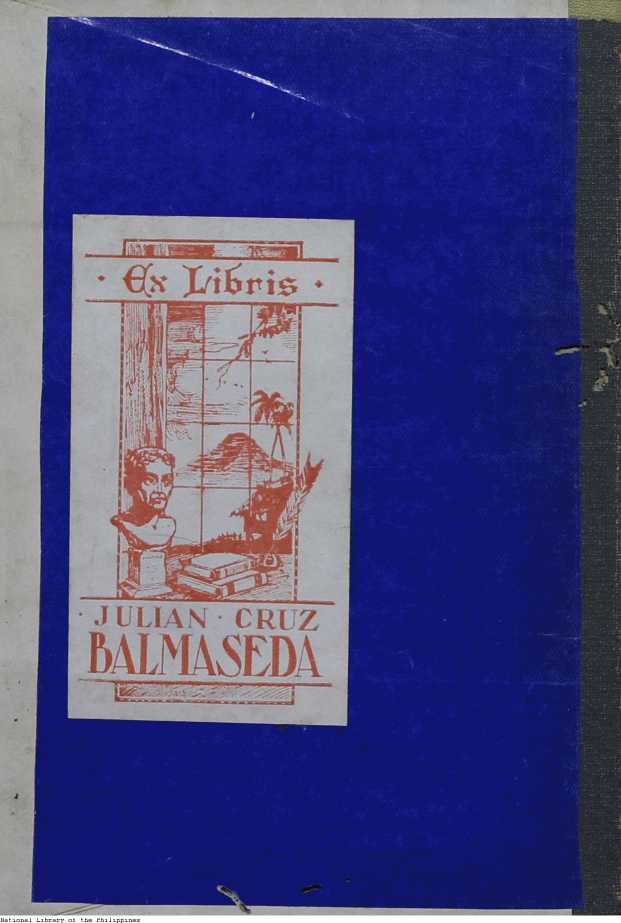 · Ex Libris ·
· JULIAN · CRUZ
BALMASEDA
National Library of the Philippines